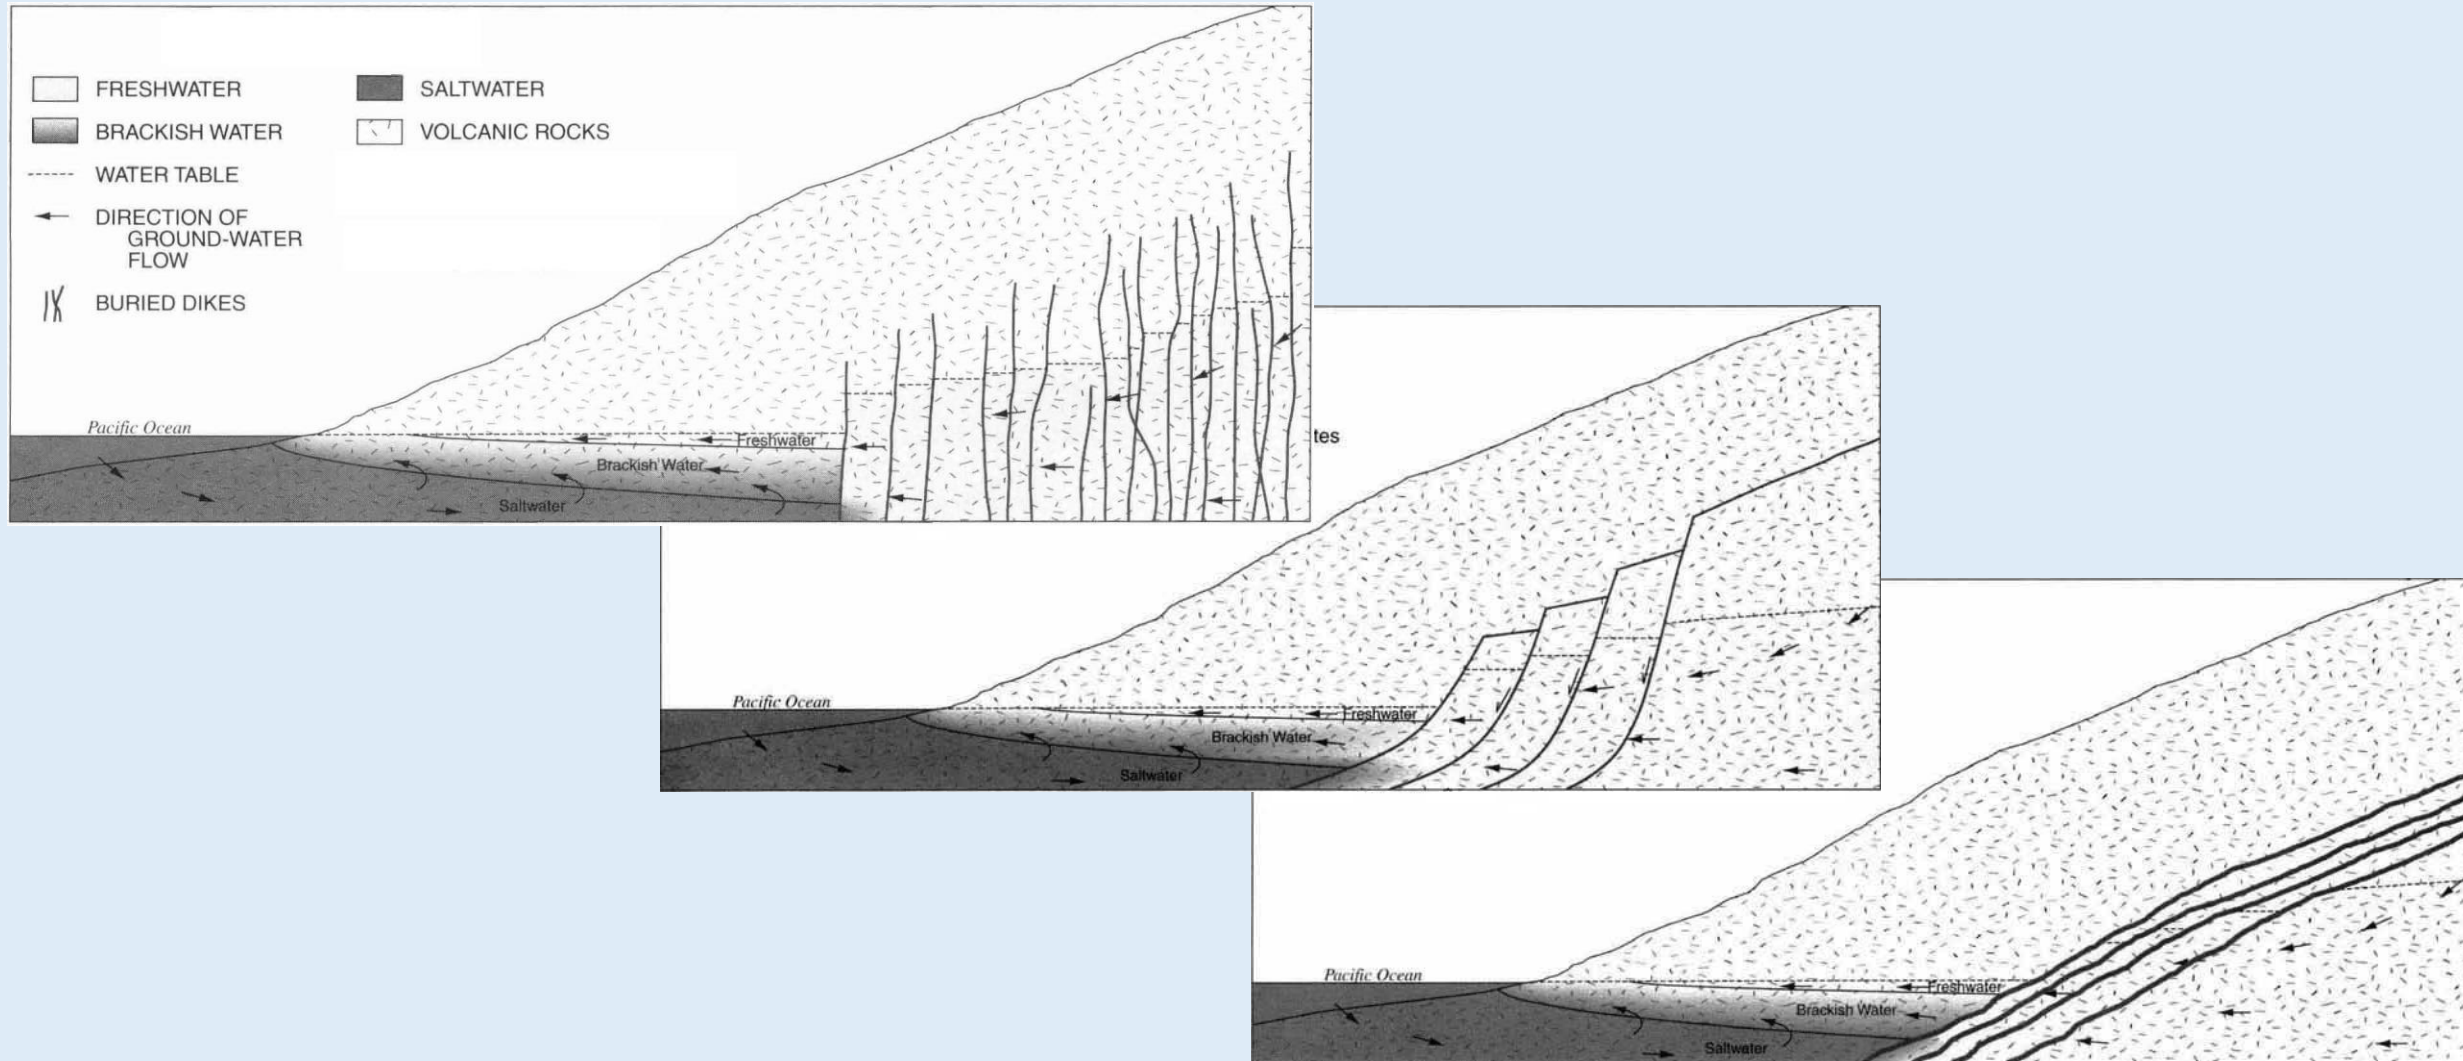 FRESHWATER
SALTWATER
BRACKISH WATER
VOLCANIC ROCKS
WATER TABLE
DIRECTION OF
GROUND-WATER
FLOW
BURIED DIKES
Pacific Ocean
Freshwater
Brackish Water
Saltwater
tes
Pacific Ocean
Freshwater
Brackish Water
Saltwater
Pacific Ocean
Freshwater
Brackish Water
Saltwater